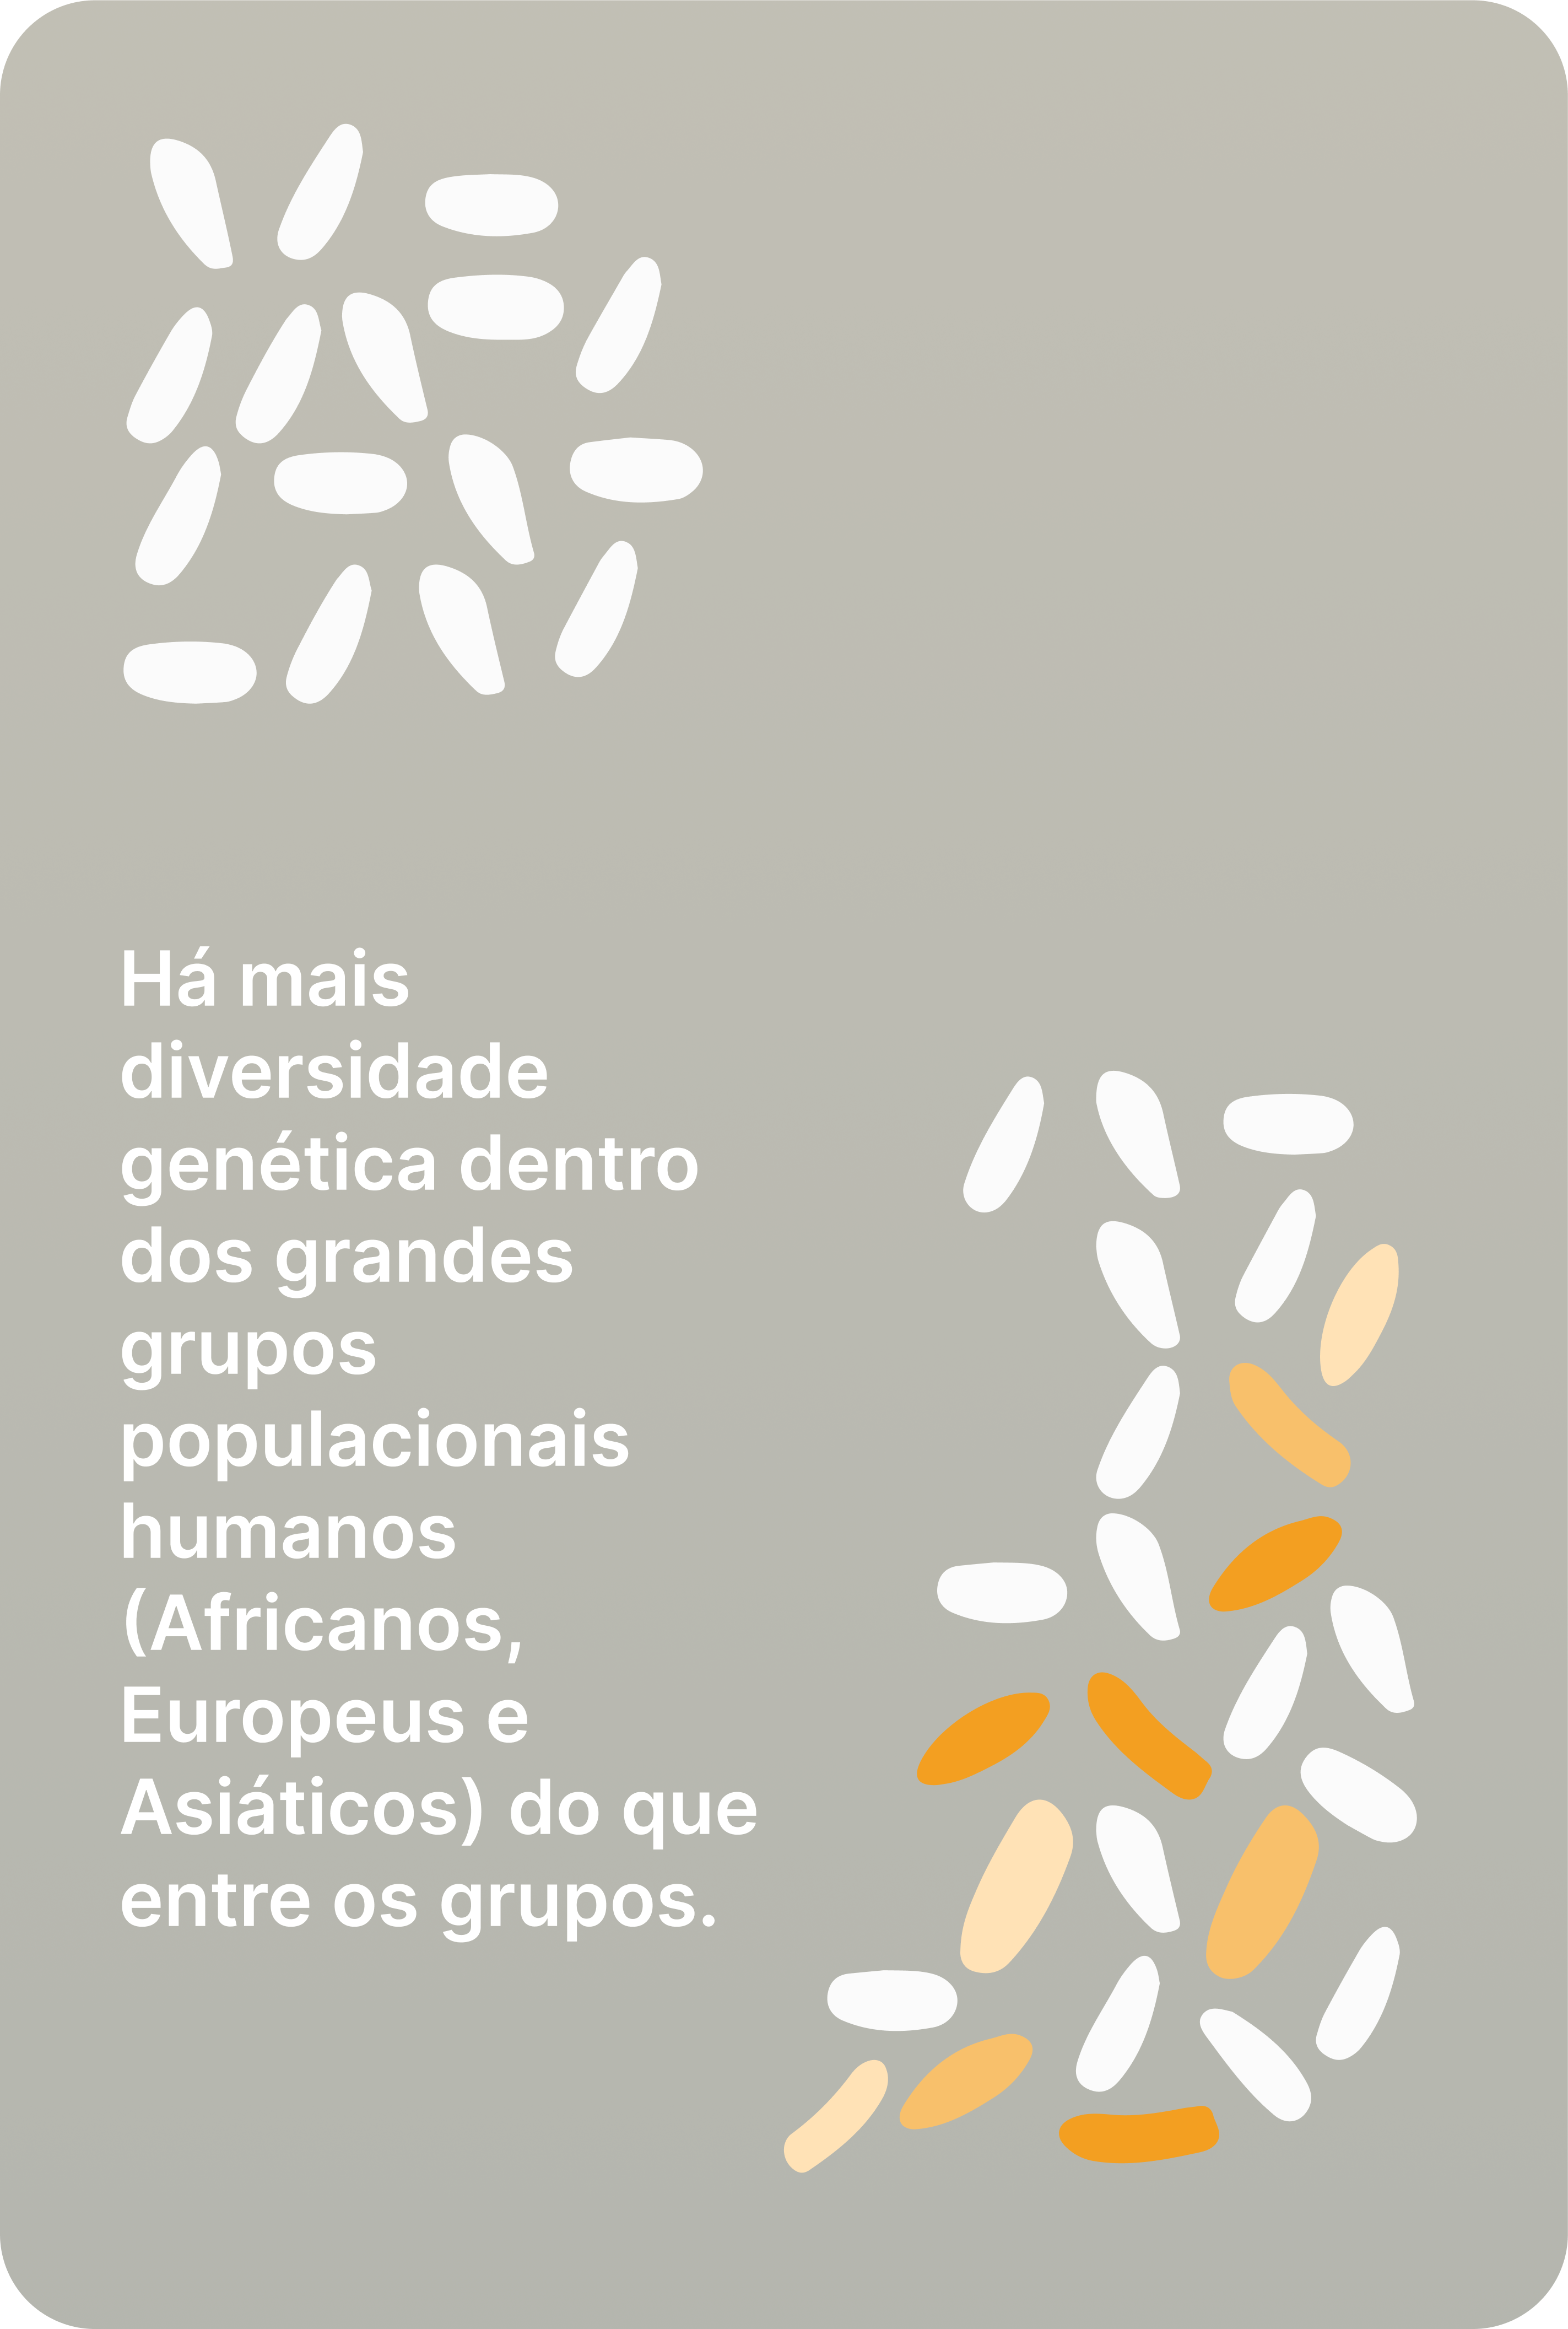 Há mais
diversidade
genética dentro
dos grandes
grupos
populacionais
humanos
(Africanos,
Europeus e
Asiáticos) do que
entre os grupos.